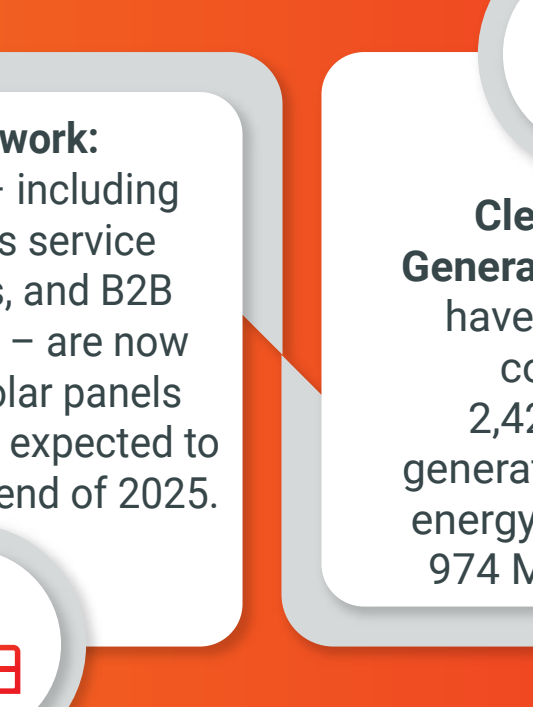 work:
– including
s service
s, and B2B
– are now
olar panels
expected to
end of 2025.
Cle
Genera
have
co
2,42
generat
energy
974 M